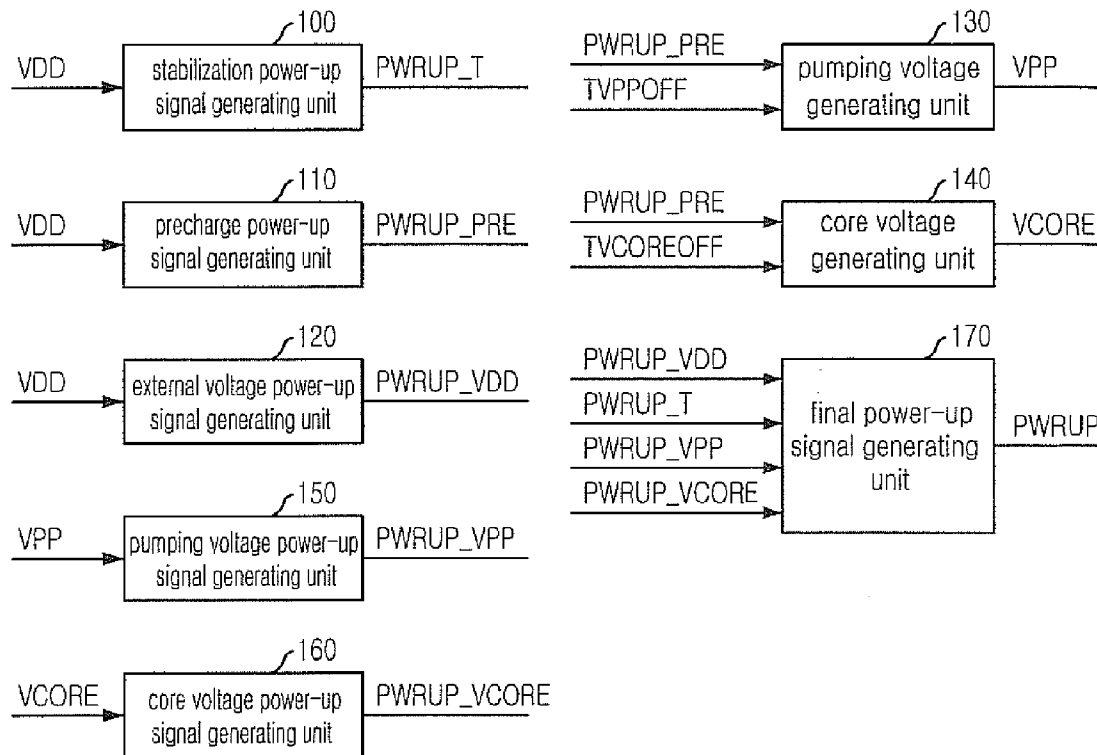 100
VDD
stabilization power-up
signal generating unit
PWRUP_T
110
VDD
precharge power-up
signal generating unit
PWRUP_PRE
120
VDD
external voltage power-up
signal generating unit
PWRUP_VDD
150
VPP
pumping voltage power-up
signal generating unit
PWRUP_VPP
160
VCORE
core voltage power-up
signal generating unit
PWRUP_VCORE
130
PWRUP_PRE
TVPPOFF
pumping voltage
generating unit
VPP
140
PWRUP_PRE
TVCOREOFF
core voltage
generating unit
VCORE
170
PWRUP_VDD
PWRUP_T
PWRUP_VPP
PWRUP_VCORE
final power-up
signal generating
unit
PWRUP